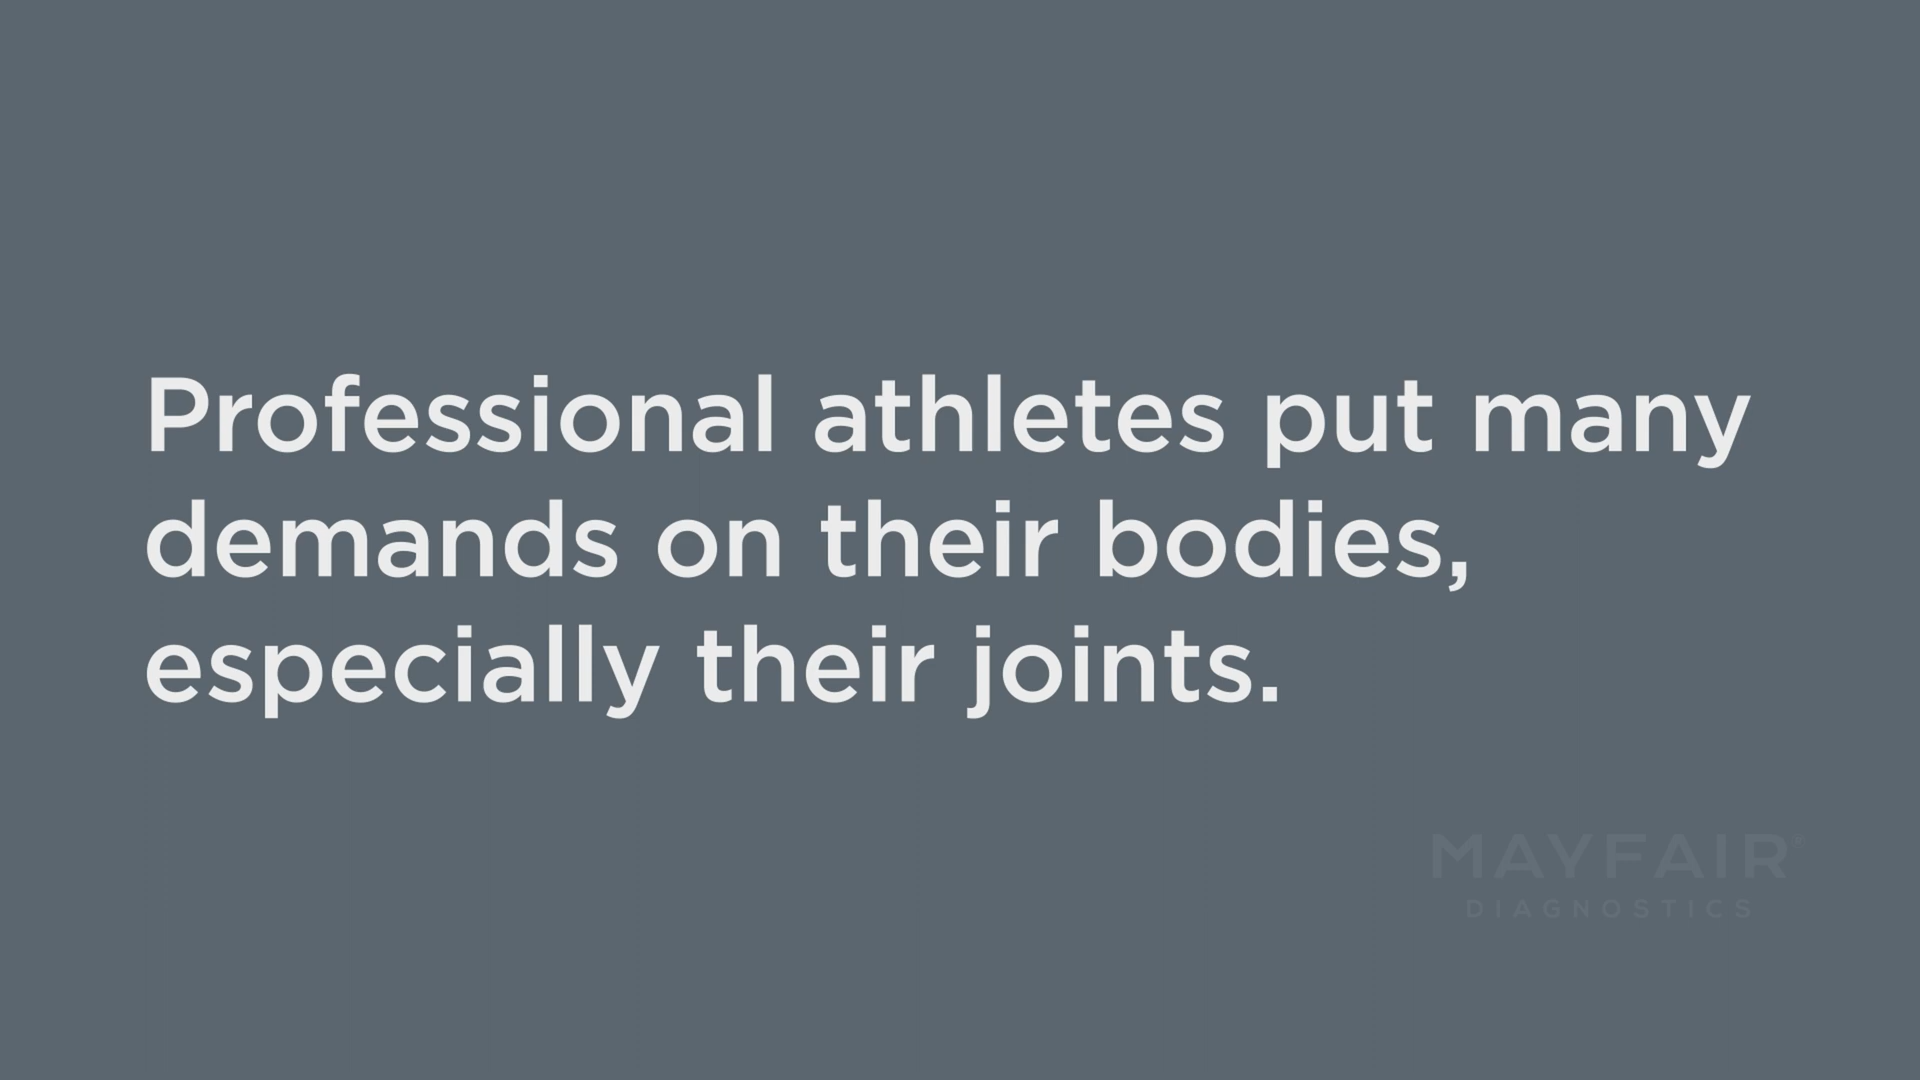 Professional athletes put many
demands on their bodies,
especially their joints.
MAYFAIR®
DIAGNOSTICS